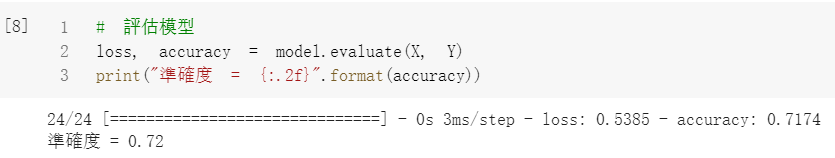 [8] 1 # 評估模型
2 loss, accuracy = model.evaluate(X, Y)
3 print("準確度 = {:.2f}".format(accuracy))
24/24 [==============================] - 0s 3ms/step - loss: 0.5385 - accuracy: 0.7174
準確度 = 0.72